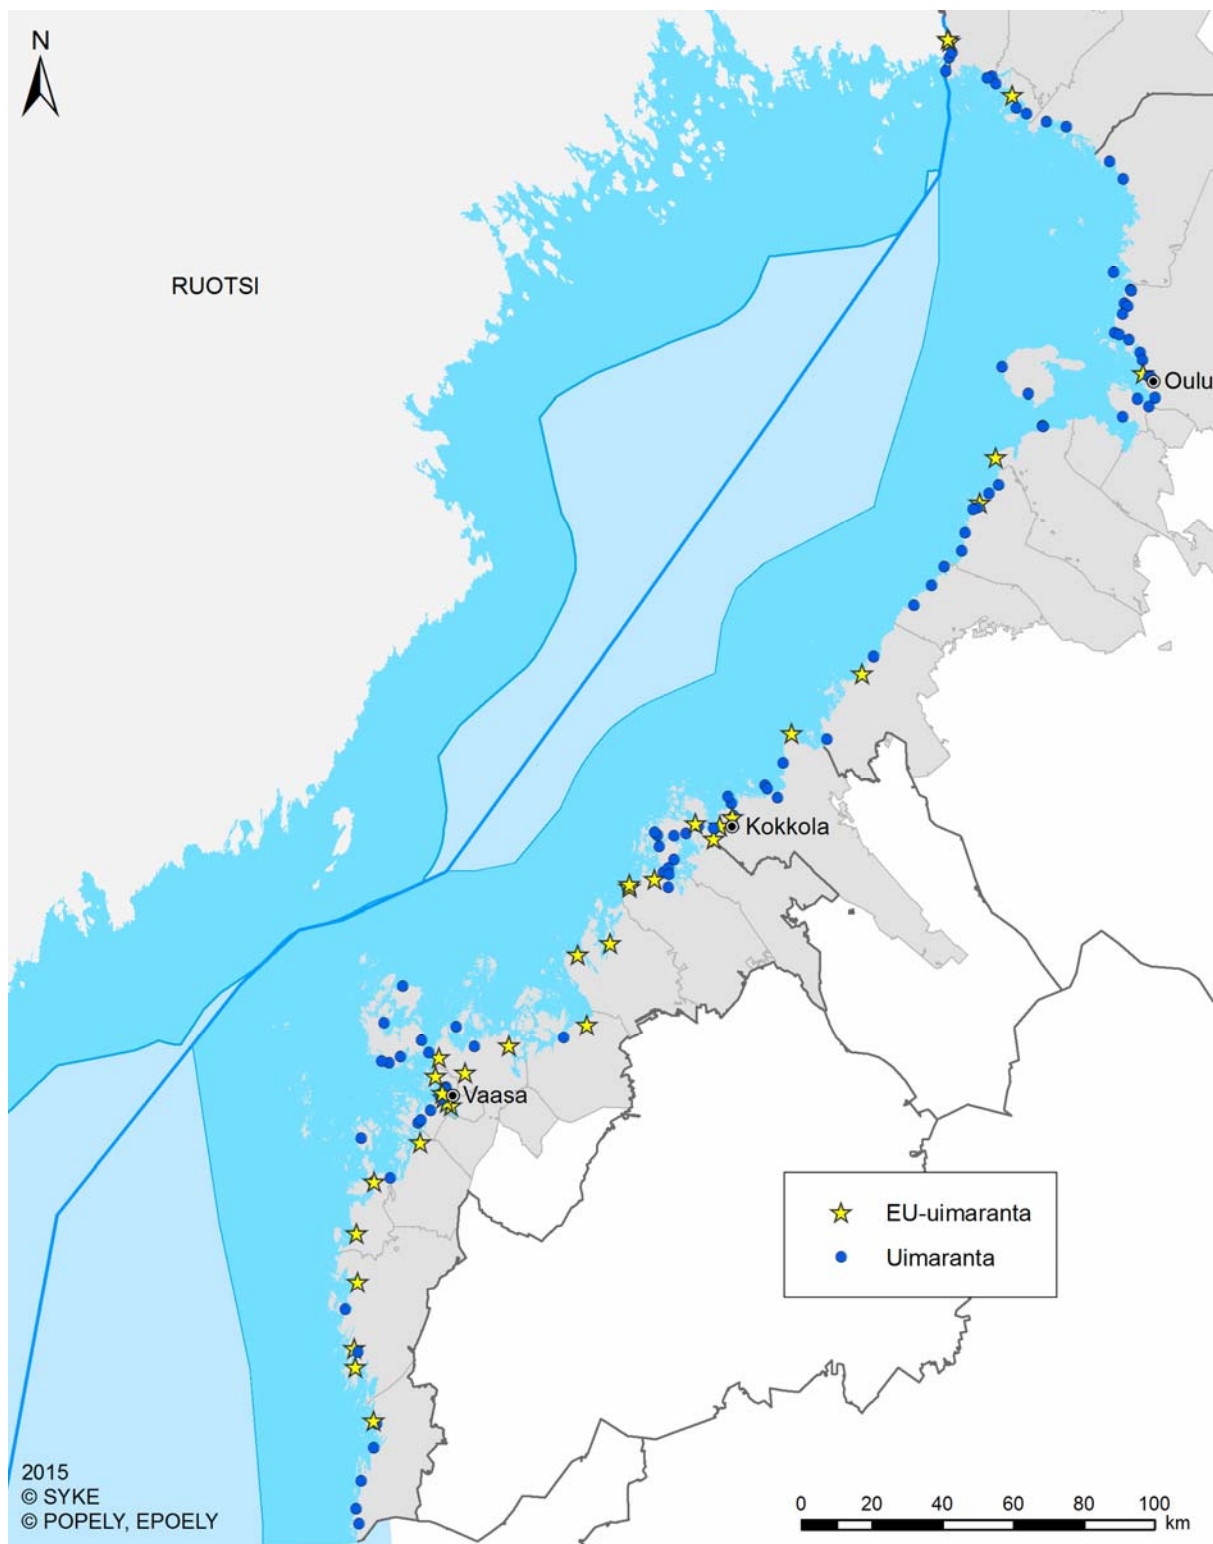 N
RUOTSI
Oulu
Kokkola
Vaasa
EU-uimaranta
Uimaranta
2015
© SYKE
© POPELY, EPOELY
0 20 40 60 80 100
km